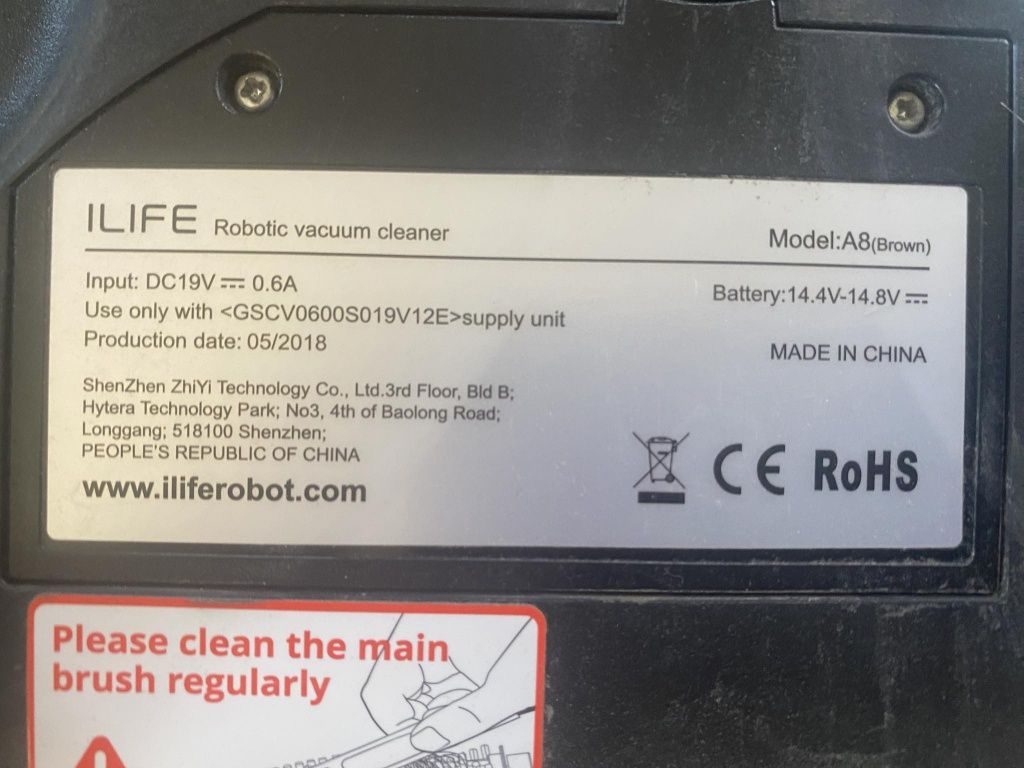 ILIFE Robotic vacuum cleaner Model:A8(Brown)
Input: DC19V⎓0.6A
Battery:14.4V-14.8V⎓
Use only with <GSCV0600S019V12E>supply unit
Production date: 05/2018
MADE IN CHINA
ShenZhen ZhiYi Technology Co., Ltd.3rd Floor, Bld B;
Hytera Technology Park; No3, 4th of Baolong Road;
Longgang; 518100 Shenzhen;
PEOPLE'S REPUBLIC OF CHINA
www.iliferobot.com
CE RoHS
Please clean the main
brush regularly